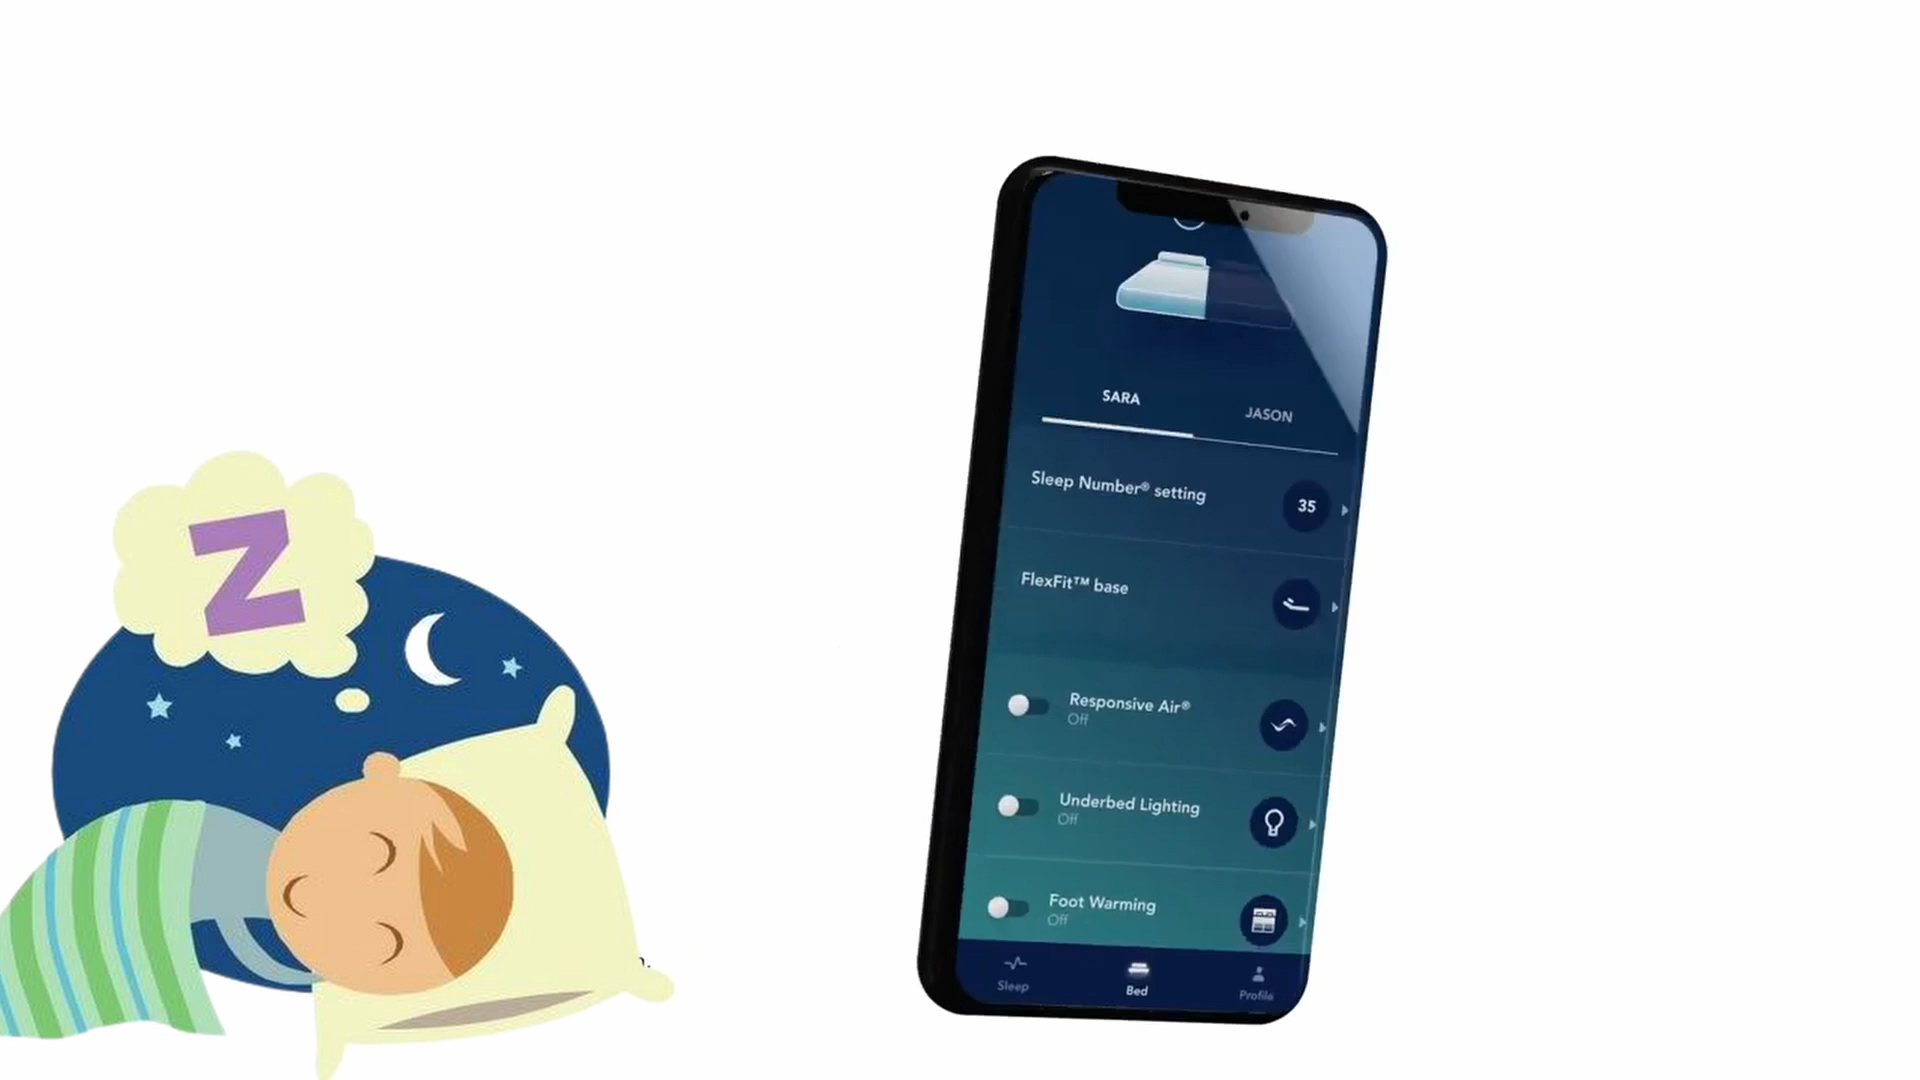 Z
SARA
JASON
Sleep Number® setting
35
FlexFit™ base
Responsive Air®
Off
Underbed Lighting
Off
Foot Warming
Off
Sleep
Bed
Profile